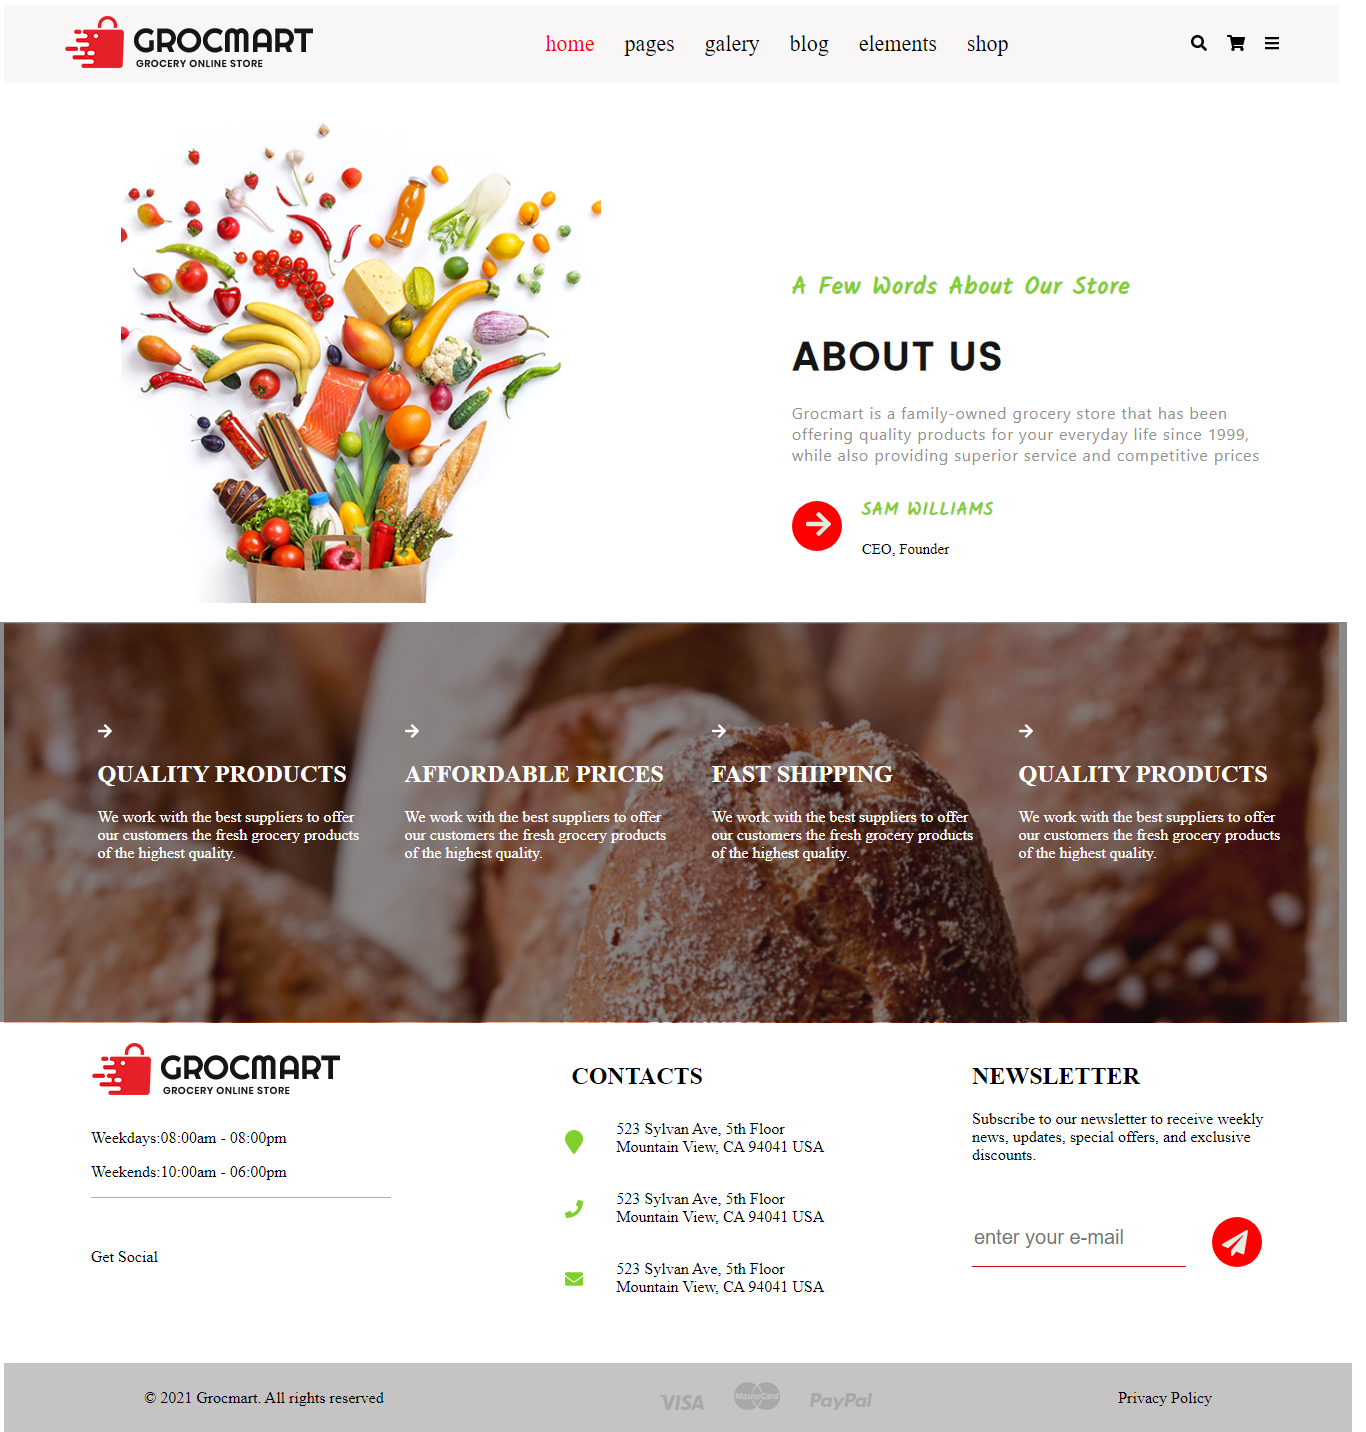 GROCMART
GROCERY ONLINE STORE
home pages galery blog elements shop
A Few Words About Our Store
ABOUT US
Grocmart is a family-owned grocery store that has been
offering quality products for your everyday life since 1999,
while also providing superior service and competitive prices
SAM WILLIAMS
CEO, Founder
QUALITY PRODUCTS
We work with the best suppliers to offer
our customers the fresh grocery products
of the highest quality.
AFFORDABLE PRICES
We work with the best suppliers to offer
our customers the fresh grocery products
of the highest quality.
FAST SHIPPING
We work with the best suppliers to offer
our customers the fresh grocery products
of the highest quality.
QUALITY PRODUCTS
We work with the best suppliers to offer
our customers the fresh grocery products
of the highest quality.
GROCMART
GROCERY ONLINE STORE
Weekdays:08:00am - 08:00pm
Weekends:10:00am - 06:00pm
Get Social
CONTACTS
523 Sylvan Ave, 5th Floor
Mountain View, CA 94041 USA
523 Sylvan Ave, 5th Floor
Mountain View, CA 94041 USA
523 Sylvan Ave, 5th Floor
Mountain View, CA 94041 USA
NEWSLETTER
Subscribe to our newsletter to receive weekly
news, updates, special offers, and exclusive
discounts.
enter your e-mail
© 2021 Grocmart. All rights reserved
VISA MasterCard PayPal
Privacy Policy